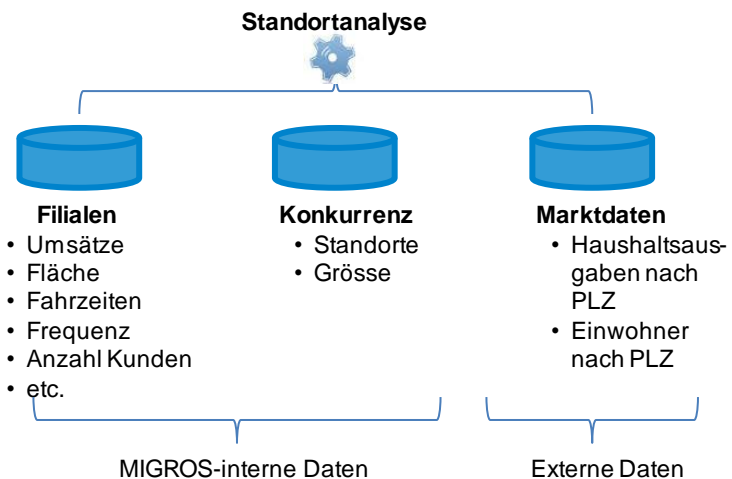 Standortanalyse
Filialen
• Umsätze
• Fläche
• Fahrzeiten
• Frequenz
• Anzahl Kunden
• etc.
Konkurrenz
• Standorte
• Grösse
Marktdaten
• Haushaltsaus-
gaben nach
PLZ
• Einwohner
nach PLZ
MIGROS-interne Daten
Externe Daten